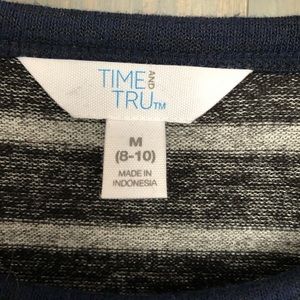 TIME AND
TRU™
M
(8-10)
MADE IN
INDONESIA